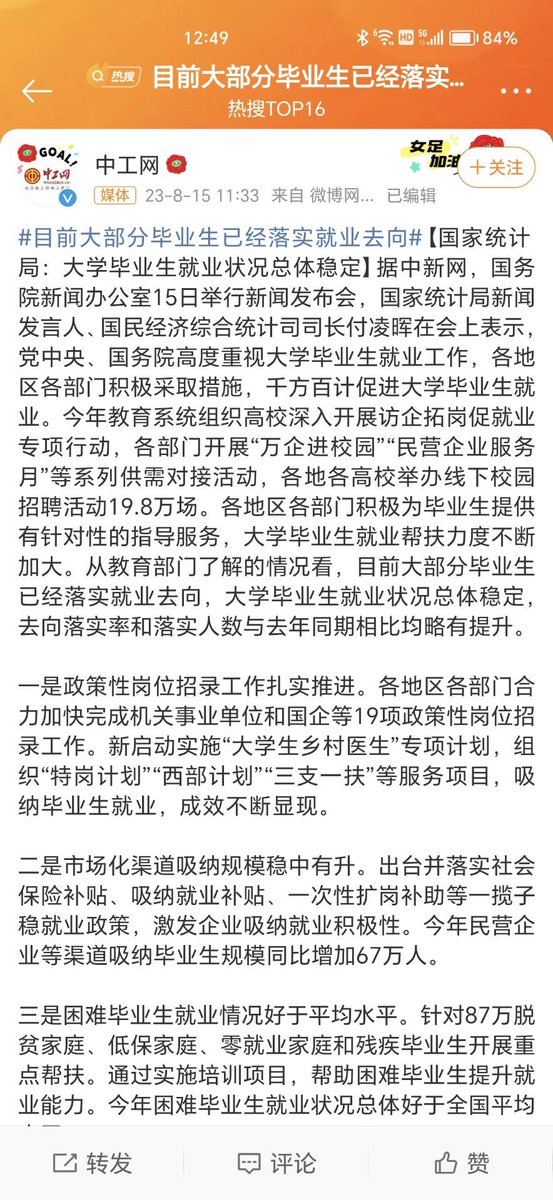 12:49
6
HD
5G
84%
热搜
目前大部分毕业生已经落实...
热搜TOP16
GOAL!
中工网
中工网
女足
加油
+关注
媒体 23-8-15 11:33 来自 微博网... 已编辑
#目前大部分毕业生已经落实就业去向#【国家统计
局：大学毕业生就业状况总体稳定】据中新网，国务
院新闻办公室15日举行新闻发布会，国家统计局新闻
发言人、国民经济综合统计司司长付凌晖在会上表示，
党中央、国务院高度重视大学毕业生就业工作，各地
区各部门积极采取措施，千方百计促进大学毕业生就
业。今年教育系统组织高校深入开展访企拓岗促就业
专项行动，各部门开展“万企进校园”“民营企业服务
月”等系列供需对接活动，各地各高校举办线下校园
招聘活动19.8万场。各地区各部门积极为毕业生提供
有针对性的指导服务，大学毕业生就业帮扶力度不断
加大。从教育部门了解的情况看，目前大部分毕业生
已经落实就业去向，大学毕业生就业状况总体稳定，
去向落实率和落实人数与去年同期相比均略有提升。
一是政策性岗位招录工作扎实推进。各地区各部门合
力加快完成机关事业单位和国企等19项政策性岗位招
录工作。新启动实施“大学生乡村医生”专项计划，组
织“特岗计划”“西部计划”“三支一扶”等服务项目，吸
纳毕业生就业，成效不断显现。
二是市场化渠道吸纳规模稳中有升。出台并落实社会
保险补贴、吸纳就业补贴、一次性扩岗补助等一揽子
稳就业政策，激发企业吸纳就业积极性。今年民营企
业等渠道吸纳毕业生规模同比增加67万人。
三是困难毕业生就业情况好于平均水平。针对87万脱
贫家庭、低保家庭、零就业家庭和残疾毕业生开展重
点帮扶。通过实施培训项目，帮助困难毕业生提升就
业能力。今年困难毕业生就业状况总体好于全国平均
转发
评论
赞